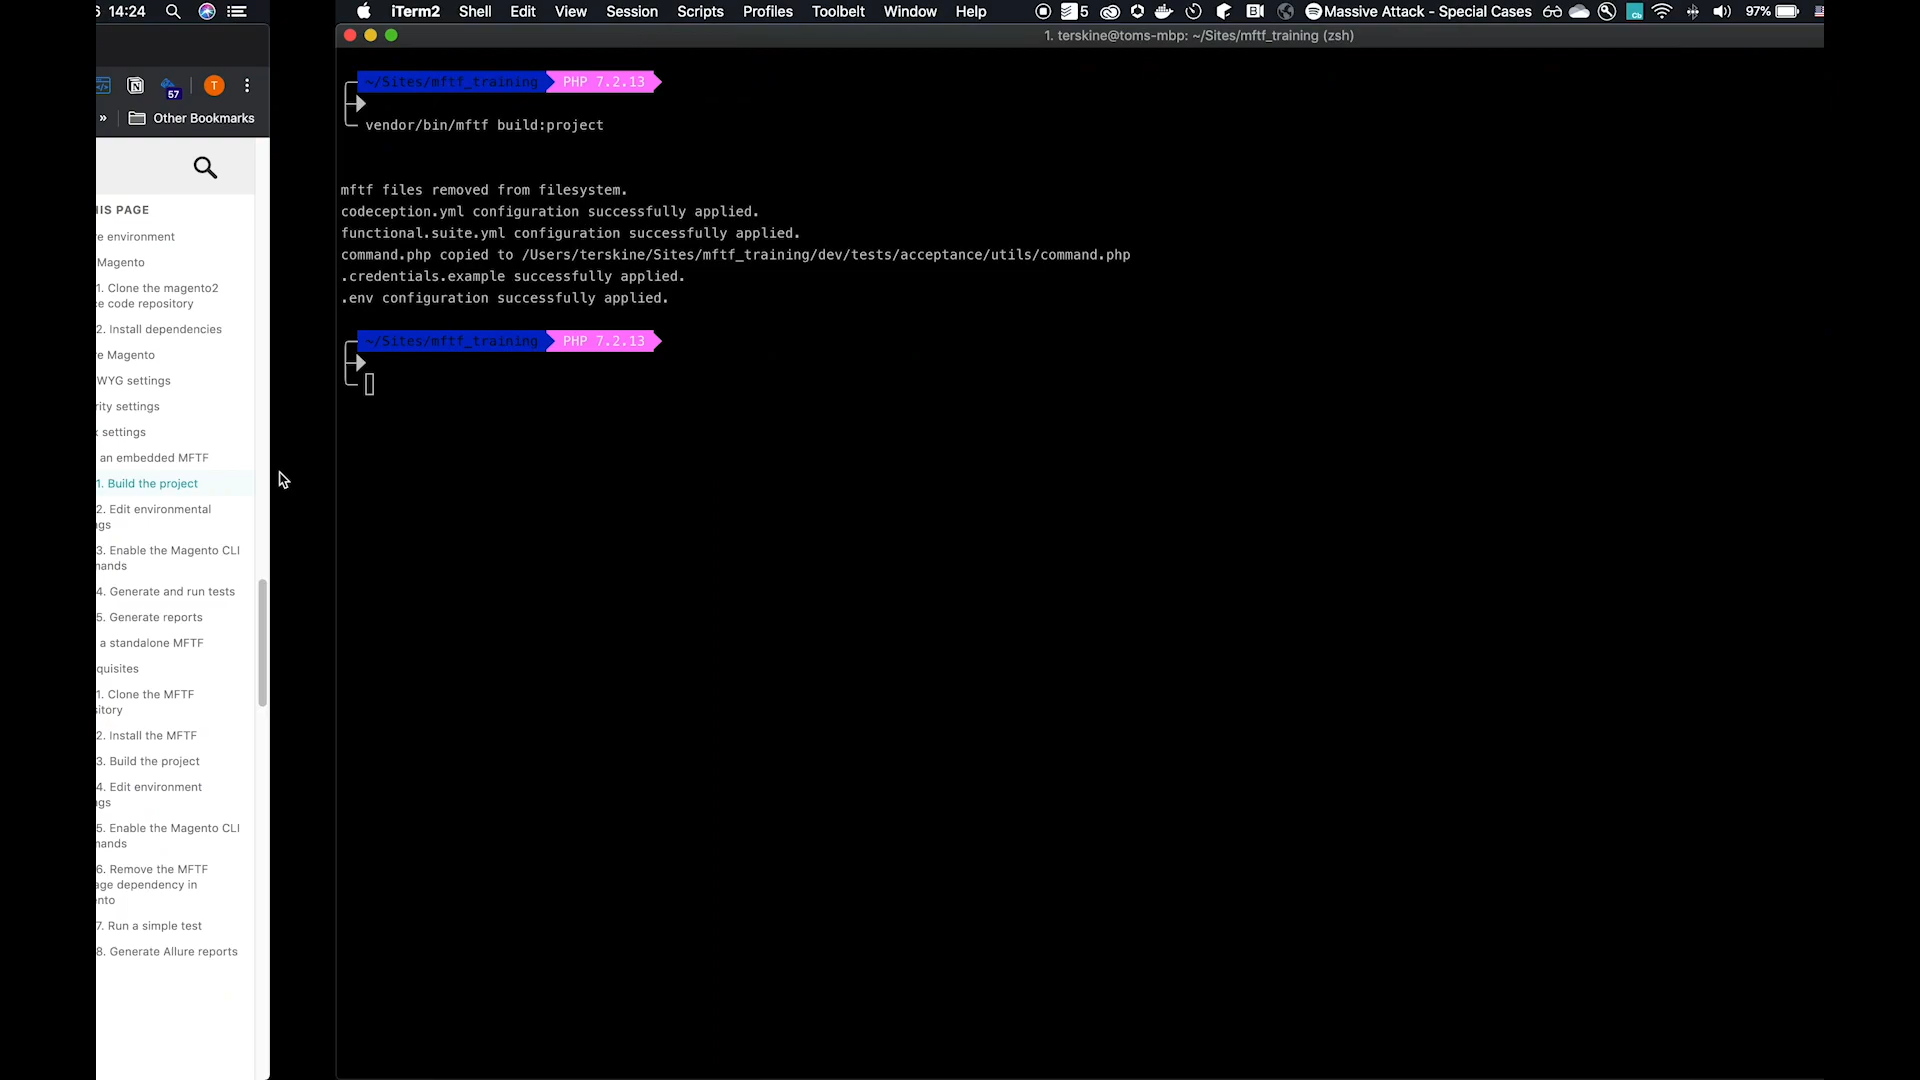 6 14:24
57
T
» Other Bookmarks
IIS PAGE
e environment
Magento
1. Clone the magento2
e code repository
2. Install dependencies
e Magento
WYG settings
rity settings
settings
an embedded MFTF
1. Build the project
2. Edit environmental
gs
3. Enable the Magento CLI
nands
4. Generate and run tests
5. Generate reports
a standalone MFTF
quisites
1. Clone the MFTF
itory
2. Install the MFTF
3. Build the project
4. Edit environment
gs
5. Enable the Magento CLI
nands
6. Remove the MFTF
age dependency in
nto
7. Run a simple test
8. Generate Allure reports
iTerm2 Shell Edit View Session Scripts Profiles Toolbelt Window Help 5 Massive Attack - Special Cases 97%
1. terskine@toms-mbp: ~/Sites/mftf_training (zsh)
~/Sites/mftf_training PHP 7.2.13
vendor/bin/mftf build:project
mftf files removed from filesystem.
codeception.yml configuration successfully applied.
functional.suite.yml configuration successfully applied.
command.php copied to /Users/terskine/Sites/mftf_training/dev/tests/acceptance/utils/command.php
.credentials.example successfully applied.
.env configuration successfully applied.
~/Sites/mftf_training PHP 7.2.13